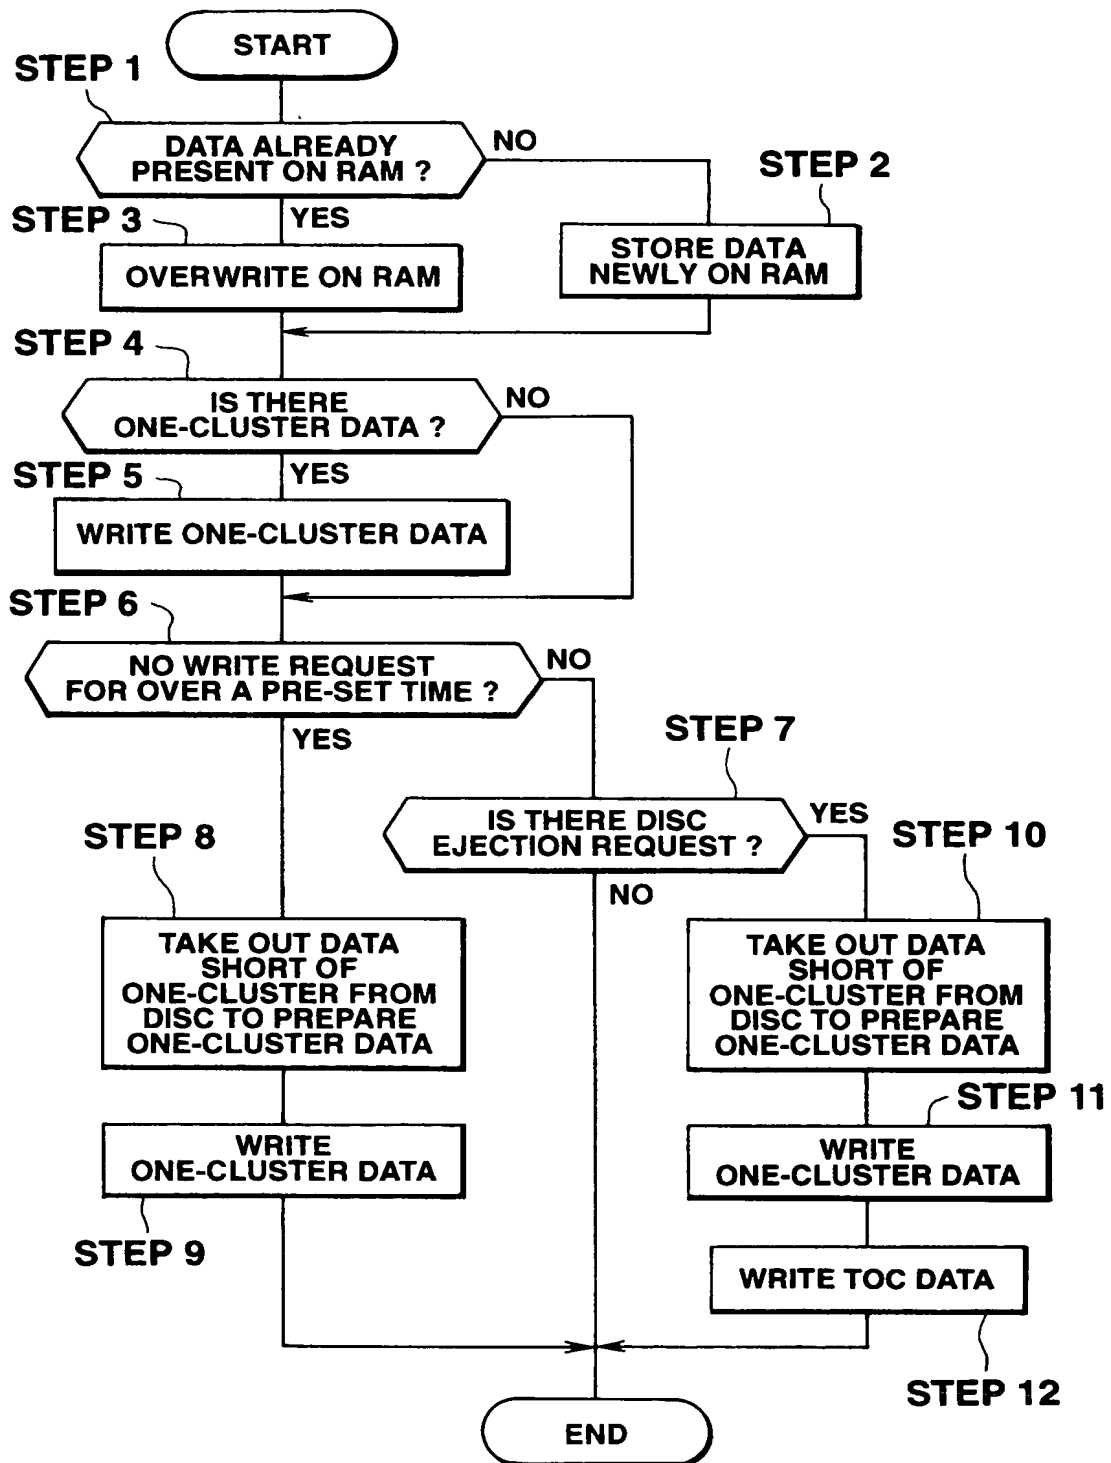 START
STEP 1
DATA ALREADY
PRESENT ON RAM ?
NO
STEP 2
YES
STEP 3
OVERWRITE ON RAM
STORE DATA
NEWLY ON RAM
STEP 4
IS THERE
ONE-CLUSTER DATA ?
NO
YES
STEP 5
WRITE ONE-CLUSTER DATA
STEP 6
NO WRITE REQUEST
FOR OVER A PRE-SET TIME ?
NO
YES
STEP 7
IS THERE DISC
EJECTION REQUEST ?
YES
NO
STEP 8
TAKE OUT DATA
SHORT OF
ONE-CLUSTER FROM
DISC TO PREPARE
ONE-CLUSTER DATA
STEP 10
TAKE OUT DATA
SHORT OF
ONE-CLUSTER FROM
DISC TO PREPARE
ONE-CLUSTER DATA
WRITE
ONE-CLUSTER DATA
STEP 9
STEP 11
WRITE
ONE-CLUSTER DATA
WRITE TOC DATA
STEP 12
END